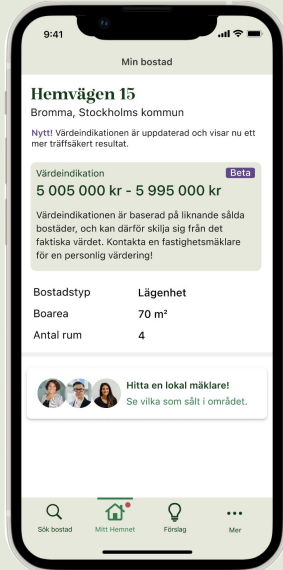 9:41
Min bostad
Hemvägen 15
Bromma, Stockholms kommun
Nytt! Värdeindikationen är uppdaterad och visar nu ett
mer träffsäkert resultat.
Värdeindikation
Beta
5 005 000 kr - 5 995 000 kr
Värdeindikationen är baserad på liknande sålda
bostäder, och kan därför skilja sig från det
faktiska värdet. Kontakta en fastighetsmäklare
för en personlig värdering!
Bostadstyp Lägenhet
Boarea 70 m²
Antal rum 4
Hitta en lokal mäklare!
Se vilka som sålt i området.
Sök bostad Mitt Hemnet Förslag Mer